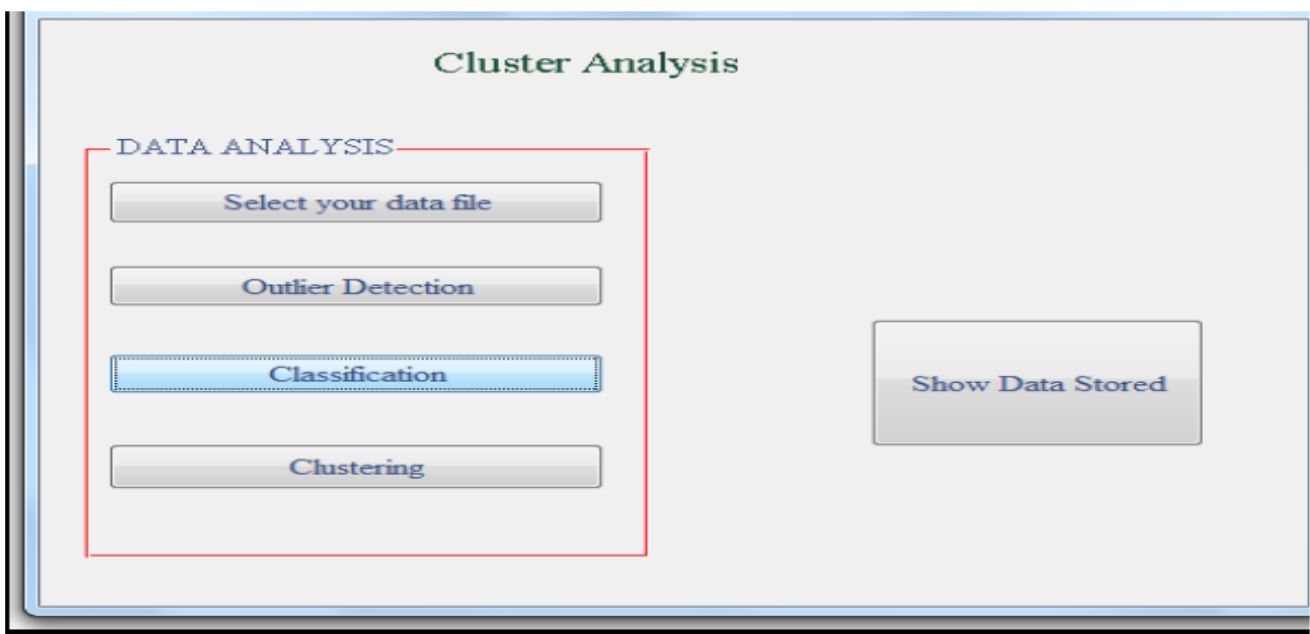 Cluster Analysis
DATA ANALYSIS
Select your data file
Outlier Detection
Classification
Clustering
Show Data Stored